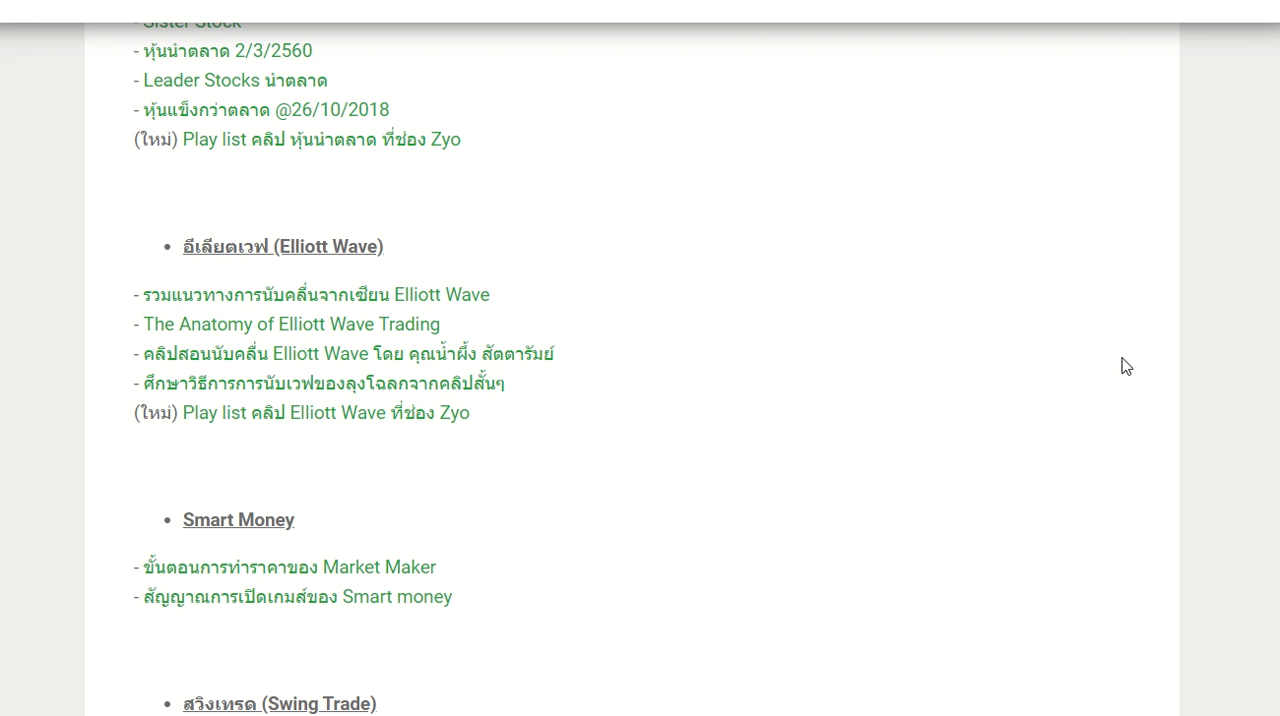 - Sister Stock
- หุ้นนำตลาด 2/3/2560
- Leader Stocks นำตลาด
- หุ้นแข็งกว่าตลาด @26/10/2018
(ใหม่) Play list คลิป หุ้นนำตลาด ที่ช่อง Zyo
• อีเลียตเวฟ (Elliott Wave)
- รวมแนวทางการนับคลื่นจากเซียน Elliott Wave
- The Anatomy of Elliott Wave Trading
- คลิปสอนนับคลื่น Elliott Wave โดย คุณน้ำผึ้ง สัตตารัมย์
- ศึกษาวิธีการการนับเวฟของลุงโฉลกจากคลิปสั้นๆ
(ใหม่) Play list คลิป Elliott Wave ที่ช่อง Zyo
• Smart Money
- ขั้นตอนการทำราคาของ Market Maker
- สัญญาณการเปิดเกมส์ของ Smart money
• สวิงเทรด (Swing Trade)